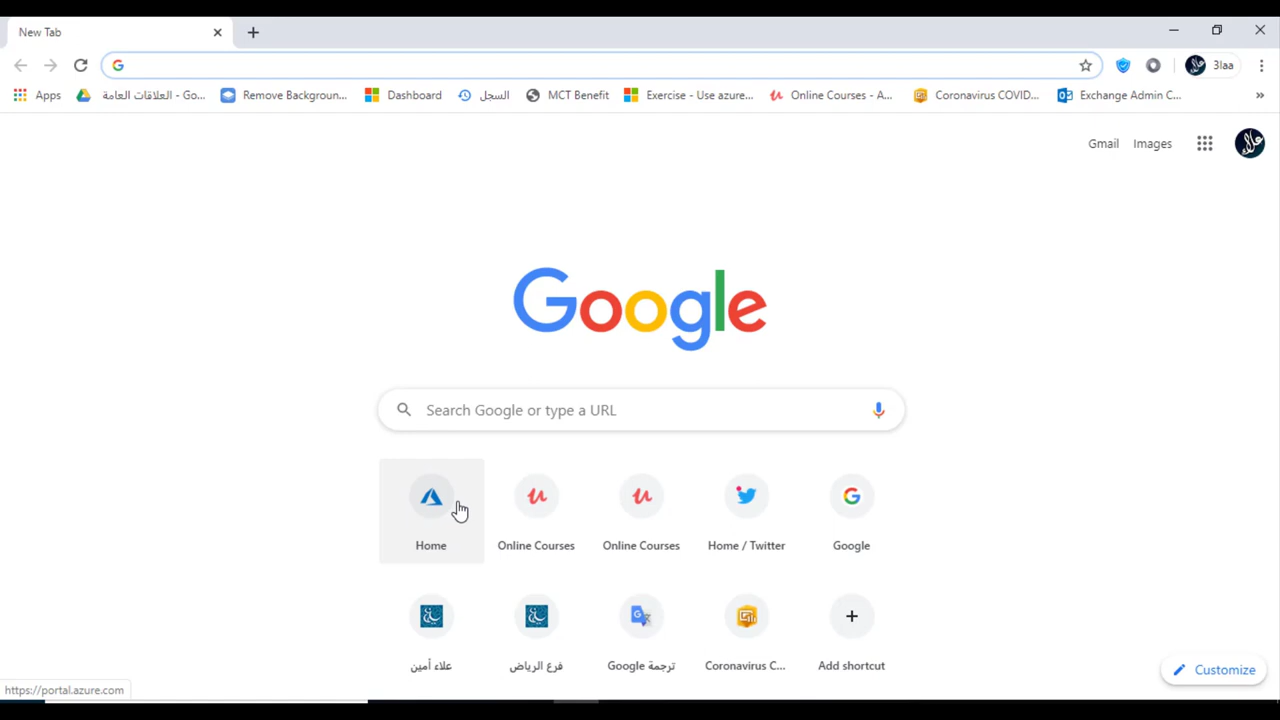 New Tab
3laa
Apps
العلاقات العامة - Go...
Remove Backgroun...
Dashboard
السجل
MCT Benefit
Exercise - Use azure...
Online Courses - A...
Coronavirus COVID...
Exchange Admin C...
»
Gmail
Images
Google
Search Google or type a URL
Home
Online Courses
Online Courses
Home / Twitter
Google
علاء أمين
فرع الرياض
ترجمة Google
Coronavirus C...
Add shortcut
Customize
https://portal.azure.com